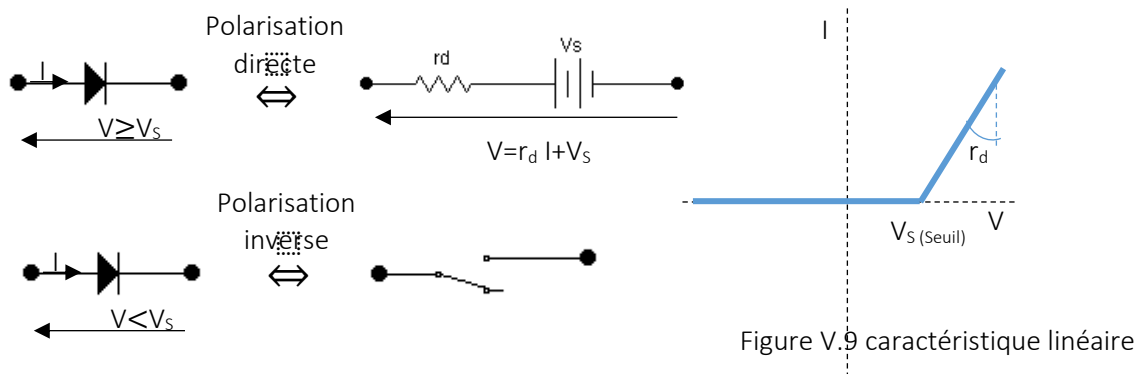 Polarisation
directe
I
V≥VS
rd
Vs
V=rd I+VS
Polarisation
inverse
I
V<VS
I
rd
VS (Seuil)
V
Figure V.9 caractéristique linéaire